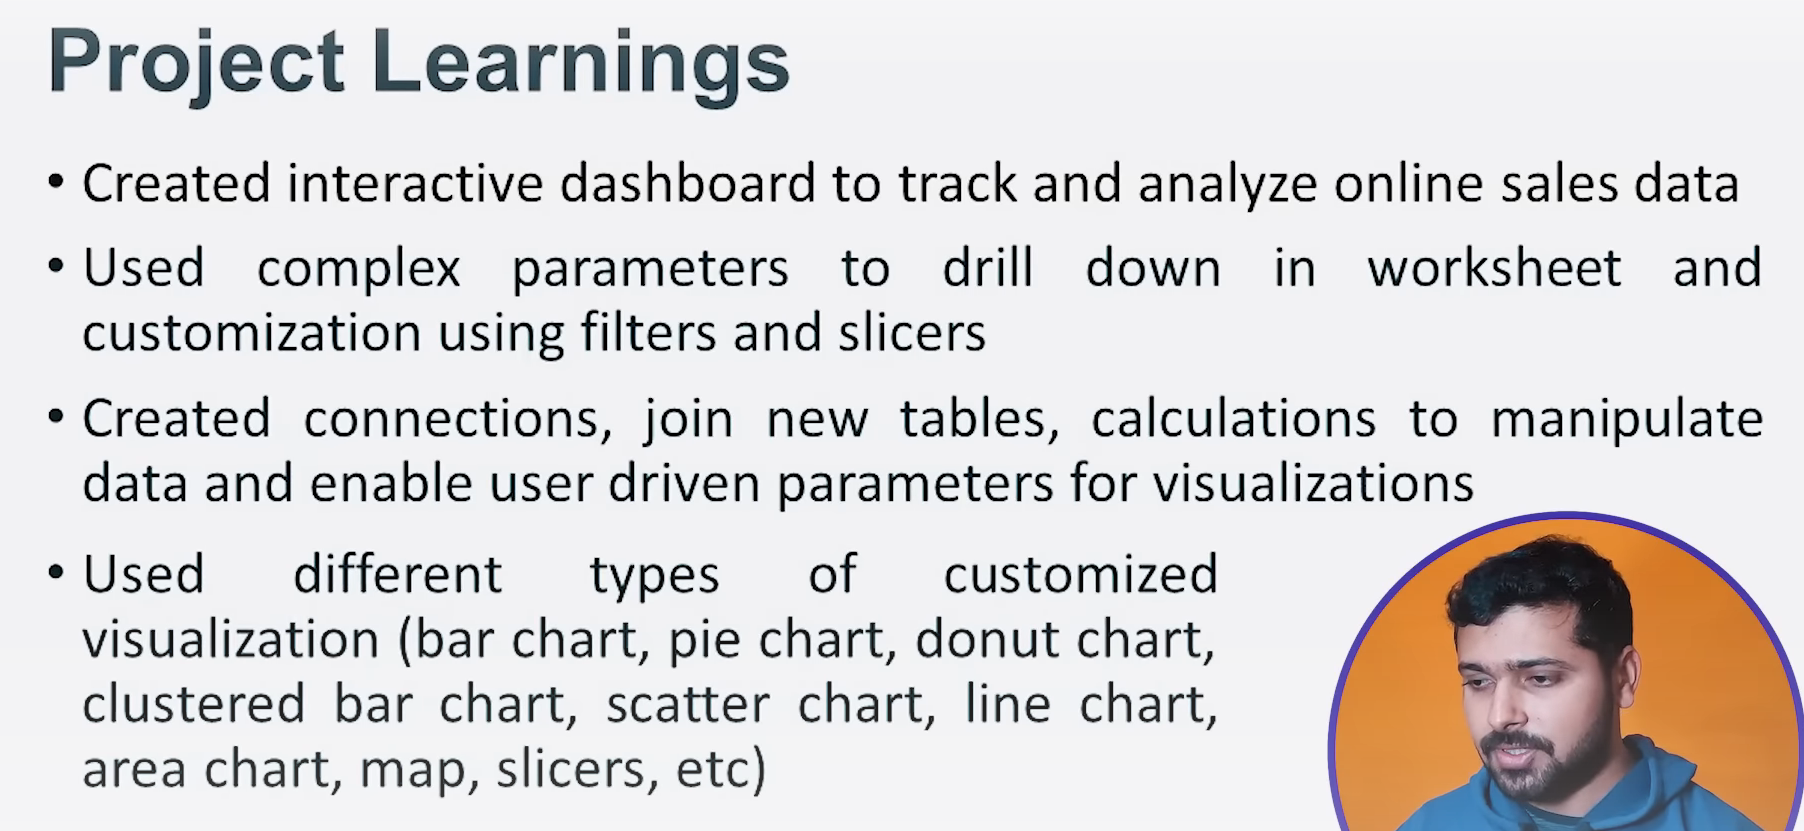 Project Learnings
• Created interactive dashboard to track and analyze online sales data
• Used complex parameters to drill down in worksheet and
customization using filters and slicers
• Created connections, join new tables, calculations to manipulate
data and enable user driven parameters for visualizations
• Used different types of customized
visualization (bar chart, pie chart, donut chart,
clustered bar chart, scatter chart, line chart,
area chart, map, slicers, etc)